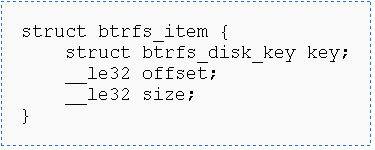 struct btrfs_item {
    struct btrfs_disk_key key;
    __le32 offset;
    __le32 size;
}